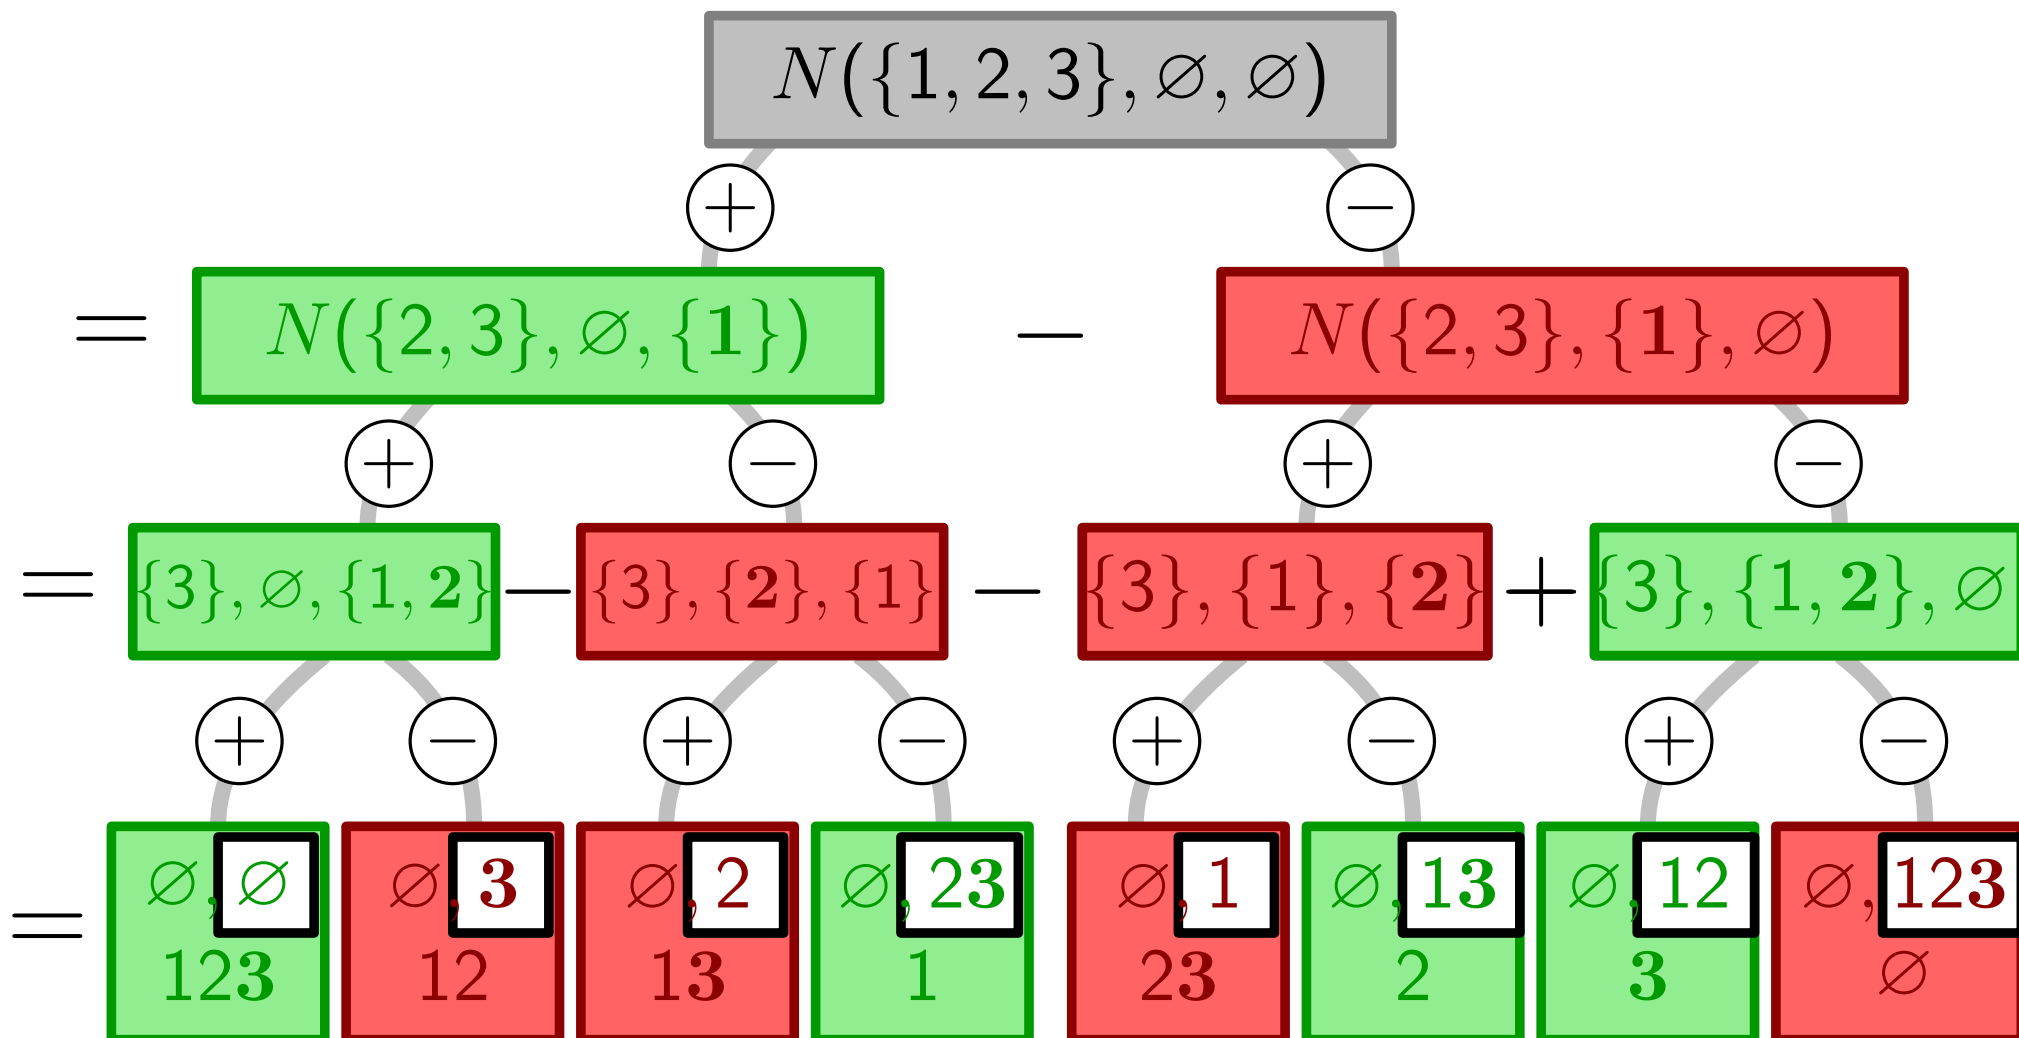 N({1, 2, 3}, ∅, ∅)
+ −
= N({2, 3}, ∅, {1}) − N({2, 3}, {1}, ∅)
+ − + −
= {3}, ∅, {1, 2} − {3}, {2}, {1} − {3}, {1}, {2} + {3}, {1, 2}, ∅
+ − + − + − + −
= ∅, ∅ ∅, 3 ∅, 2 ∅, 23 ∅, 1 ∅, 13 ∅, 12 ∅, 123
123 12 13 1 23 2 3 ∅